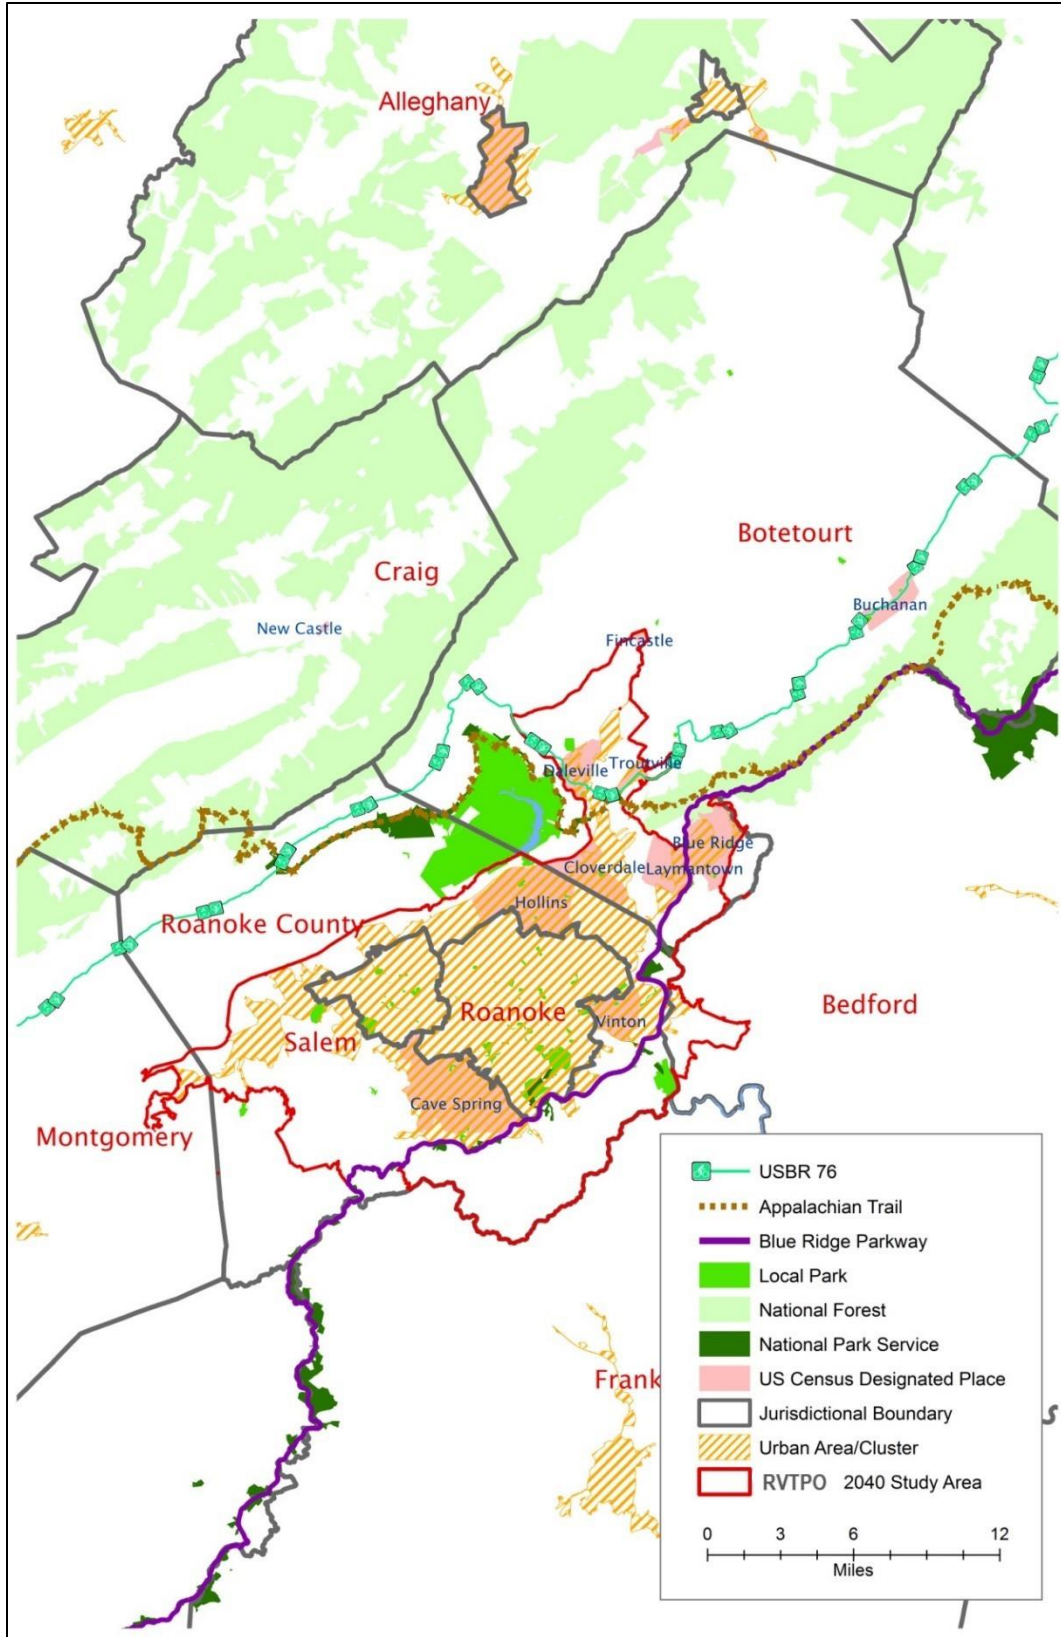 Alleghany
Botetourt
Craig
Buchanan
New Castle
Fincastle
Troutville
Daleville
Blue Ridge
Cloverdale
Laymantown
Hollins
Roanoke County
Bedford
Roanoke
Vinton
Salem
Cave Spring
Montgomery
Frank
USBR 76
Appalachian Trail
Blue Ridge Parkway
Local Park
National Forest
National Park Service
US Census Designated Place
Jurisdictional Boundary
Urban Area/Cluster
RVTPO 2040 Study Area
0 3 6 12
Miles